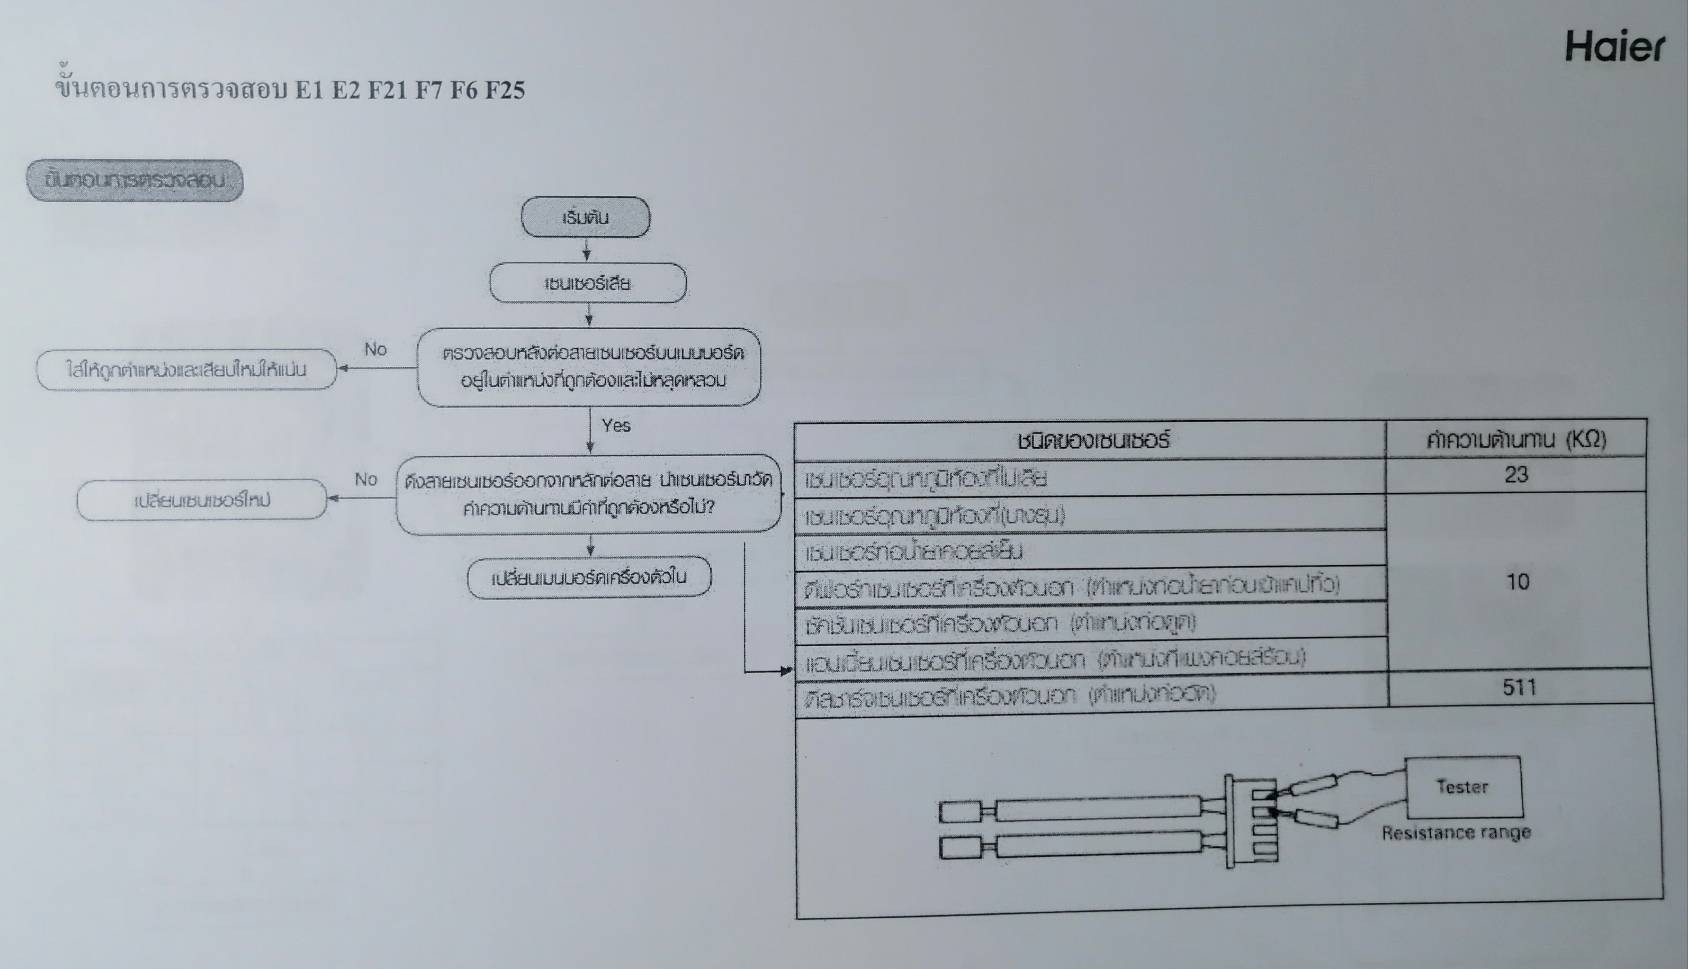 Haier
ขั้นตอนการตรวจสอบ E1 E2 F21 F7 F6 F25
ขั้นตอนการตรวจสอบ
เริ่มต้น
เซนเซอร์เสีย
ตรวจสอบหลังต่อสายเซนเซอร์บนเมนบอร์ด
อยู่ในตำแหน่งที่ถูกต้องและไม่หลุดหลวม
No
ใส่ให้ถูกตำแหน่งและเสียบใหม่ให้แน่น
Yes
ดึงสายเซนเซอร์ออกจากหลักต่อสาย นำเซนเซอร์มาวัด
ค่าความต้านทานมีค่าที่ถูกต้องหรือไม่?
No
เปลี่ยนเซนเซอร์ใหม่
เปลี่ยนเมนบอร์ดเครื่องตัวใน
ชนิดของเซนเซอร์
ค่าความต้านทาน (KΩ)
เซนเซอร์อุณหภูมิห้องที่ไม่เสีย
23
เซนเซอร์อุณหภูมิห้องที่(บางรุ่น)
เซนเซอร์ท่อน้ำยาคอยล์เย็น
ดีฟอร์ทเซนเซอร์ที่เครื่องตัวนอก (ตำแหน่งท่อน้ำยาก่อนเข้าแคปทิ้ว)
10
ซัคชั่นเซนเซอร์ที่เครื่องตัวนอก (ตำแหน่งท่อดูด)
แอมเบี้ยนเซนเซอร์ที่เครื่องตัวนอก (ตำแหน่งที่แผงคอยล์ร้อน)
ดิสชาร์จเซนเซอร์ที่เครื่องตัวนอก (ตำแหน่งท่ออัด)
511
Tester
Resistance range